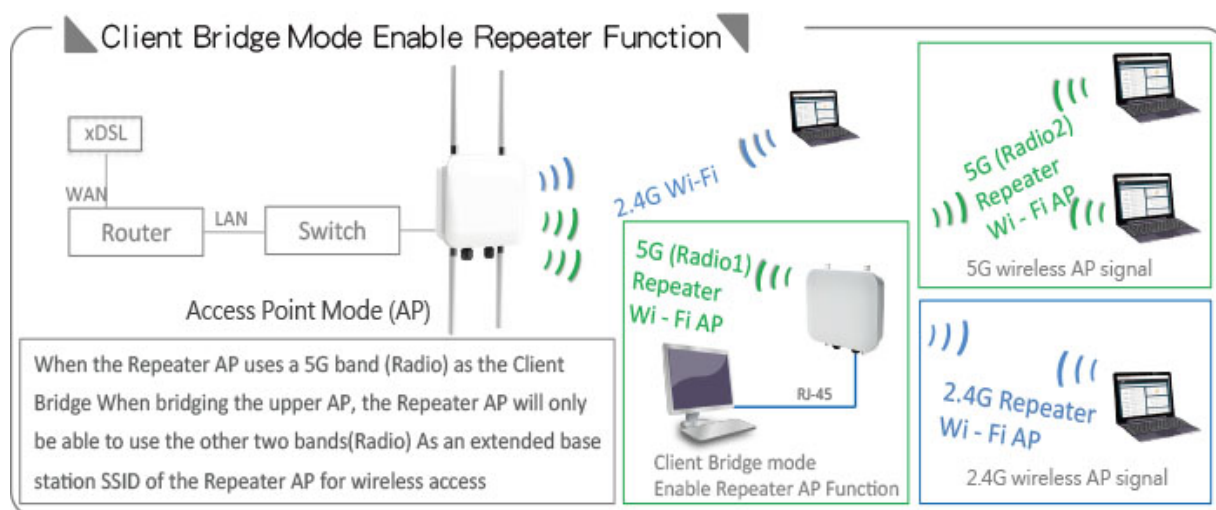 Client Bridge Mode Enable Repeater Function
xDSL
WAN
Router
LAN
Switch
Access Point Mode (AP)
When the Repeater AP uses a 5G band (Radio) as the Client
Bridge When bridging the upper AP, the Repeater AP will only
be able to use the other two bands(Radio) As an extended base
station SSID of the Repeater AP for wireless access
2.4G Wi-Fi
5G (Radio1)
Repeater
Wi - Fi AP
RJ-45
Client Bridge mode
Enable Repeater AP Function
5G (Radio2)
Repeater
Wi - Fi AP
5G wireless AP signal
2.4G Repeater
Wi - Fi AP
2.4G wireless AP signal